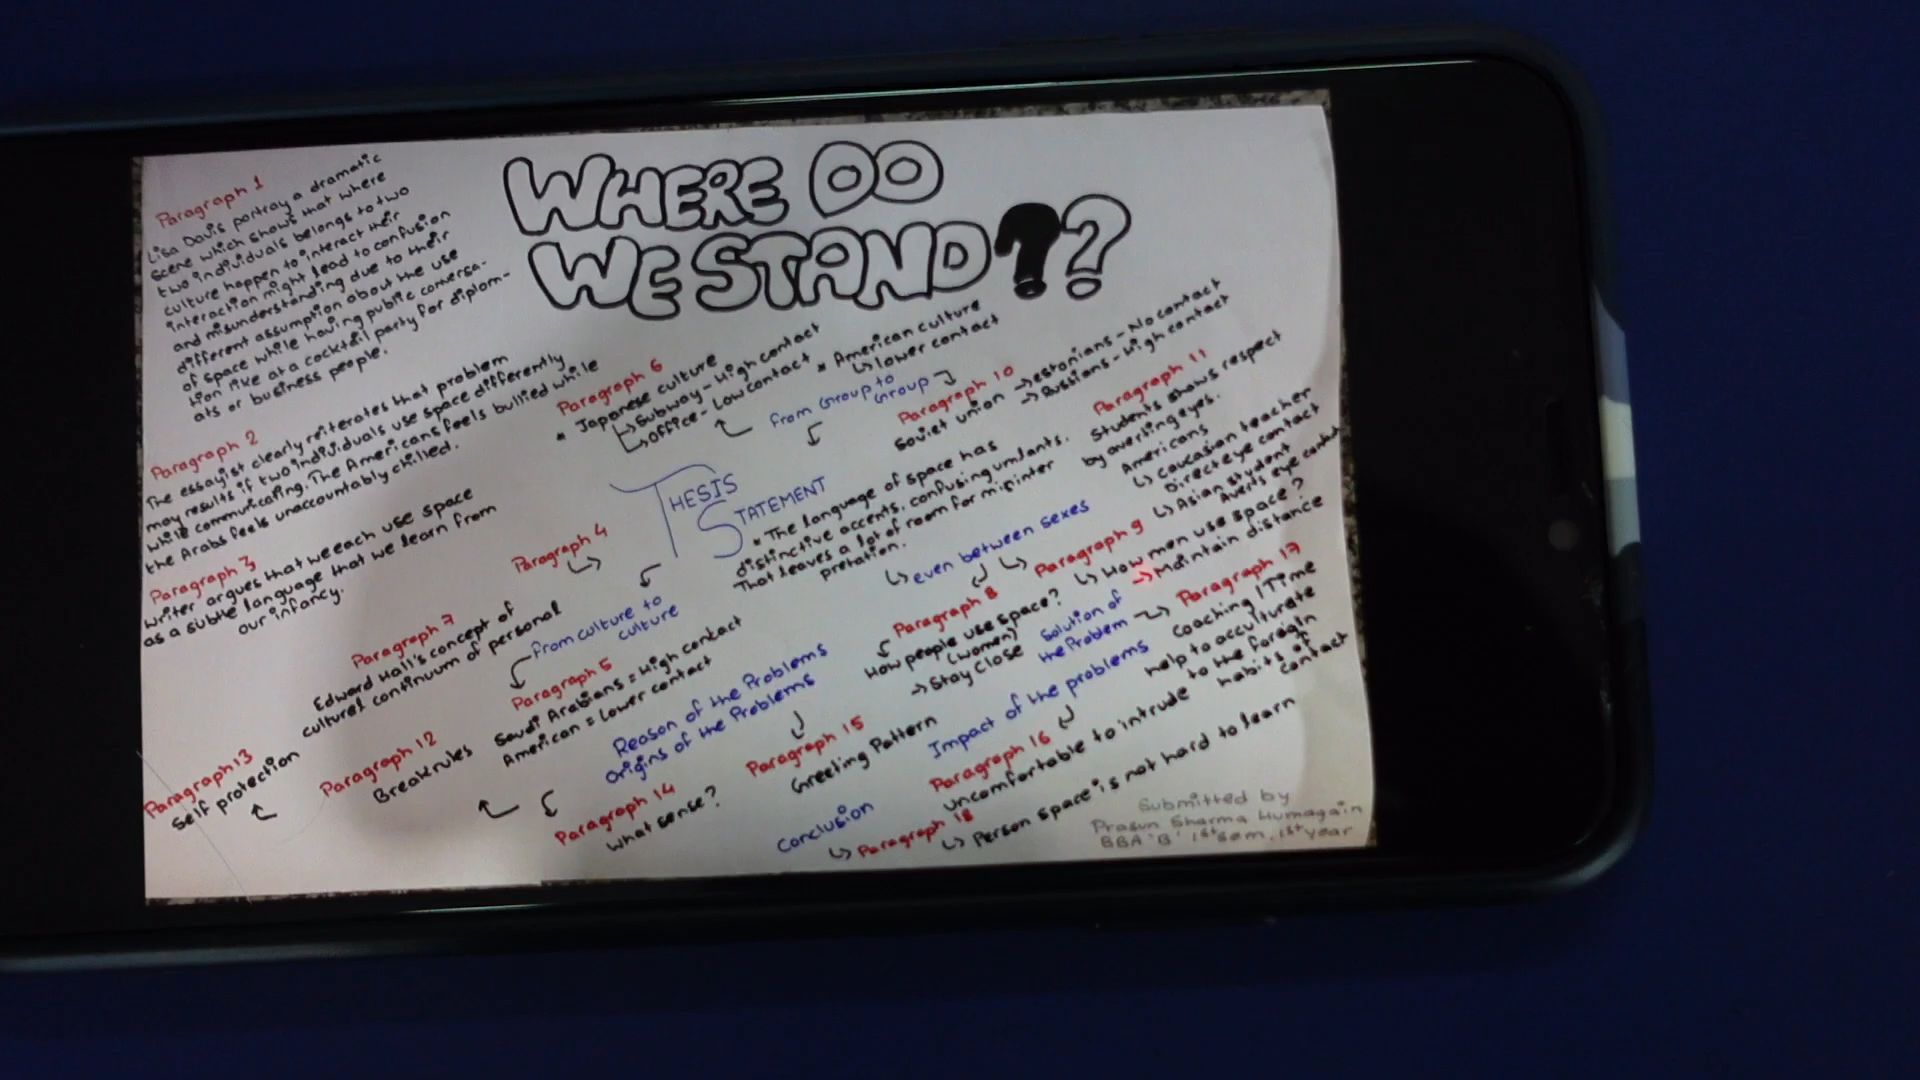 WHERE DO
WE STAND??
Paragraph 1
Lisa Davis portray a dramatic
scene which shows that where
two individuals belongs to two
culture happen to interact their
interaction might lead to confusion
and misunderstanding due to their
different assumption about the use
of space while having public conversa-
tion like at a cocktail party for diplom-
ats or business people.
Paragraph 2
The essayist clearly reiterates that problem
may results if two individuals use space differently
while communicating. The Americans feels bullied while
the Arabs feels unaccountably chilled.
Paragraph 3
Writer argues that we each use space
as a subtle language that we learn from
our infancy.
Paragraph 6
* Japanese culture
Subway - High contact
office - Low contact
* American culture
lower contact
from Group to
Group
Paragraph 10
Soviet union
→ estonians - No contact
→ Russians - High contact
Paragraph 11
Students shows respect
by averting eyes.
Americans
Caucasian teacher
Direct eye contact
Asian student
Averts eye contact
THESIS
STATEMENT
* The language of space has
distinctive accents, confusing umlants.
That leaves a lot of room for misinter
pretation.
Paragraph 4
from culture to
culture
Paragraph 5
Saudi Arabians = High contact
American = Lower contact
Paragraph 7
Edward Hall's concept of
cultural continuum of personal
even between sexes
Paragraph 9
How men use space?
→ Maintain distance
Paragraph 8
How people use space?
(women)
→ Stay Close
Solution of
the Problem
Paragraph 17
Coaching / Time
help to acculturate
to the foreign
habits of
contact
Reason of the Problems
Origins of the Problems
Paragraph 12
Break rules
Paragraph 13
Self protection
Paragraph 14
What sense?
Paragraph 15
Greeting Pattern
Impact of the problems
Paragraph 16
Uncomfortable to intrude
Conclusion
Paragraph 18
Person space is not hard to learn
Submitted by
Prasun Sharma Humagain
BBA 'B' 1st sem, 1st year